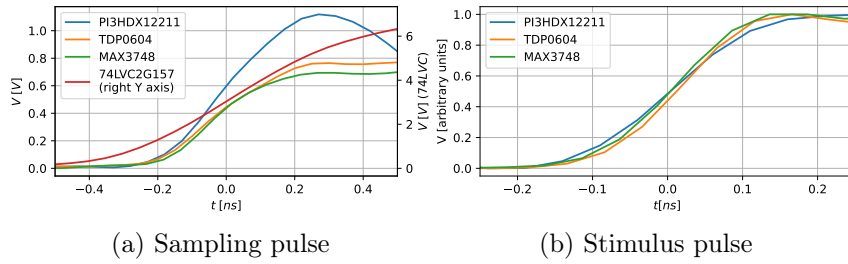 PI3HDX12211
TDP0604
MAX3748
74LVC2G157
(right Y axis)
V [V]
0.0
0.2
0.4
0.6
0.8
1.0
−0.4
−0.2
0.0
0.2
0.4
t [ns]
0
2
4
6
V [V] (74LVC)
(a) Sampling pulse
PI3HDX12211
TDP0604
MAX3748
V [arbitrary units]
0.0
0.2
0.4
0.6
0.8
1.0
−0.2
−0.1
0.0
0.1
0.2
t[ns]
(b) Stimulus pulse